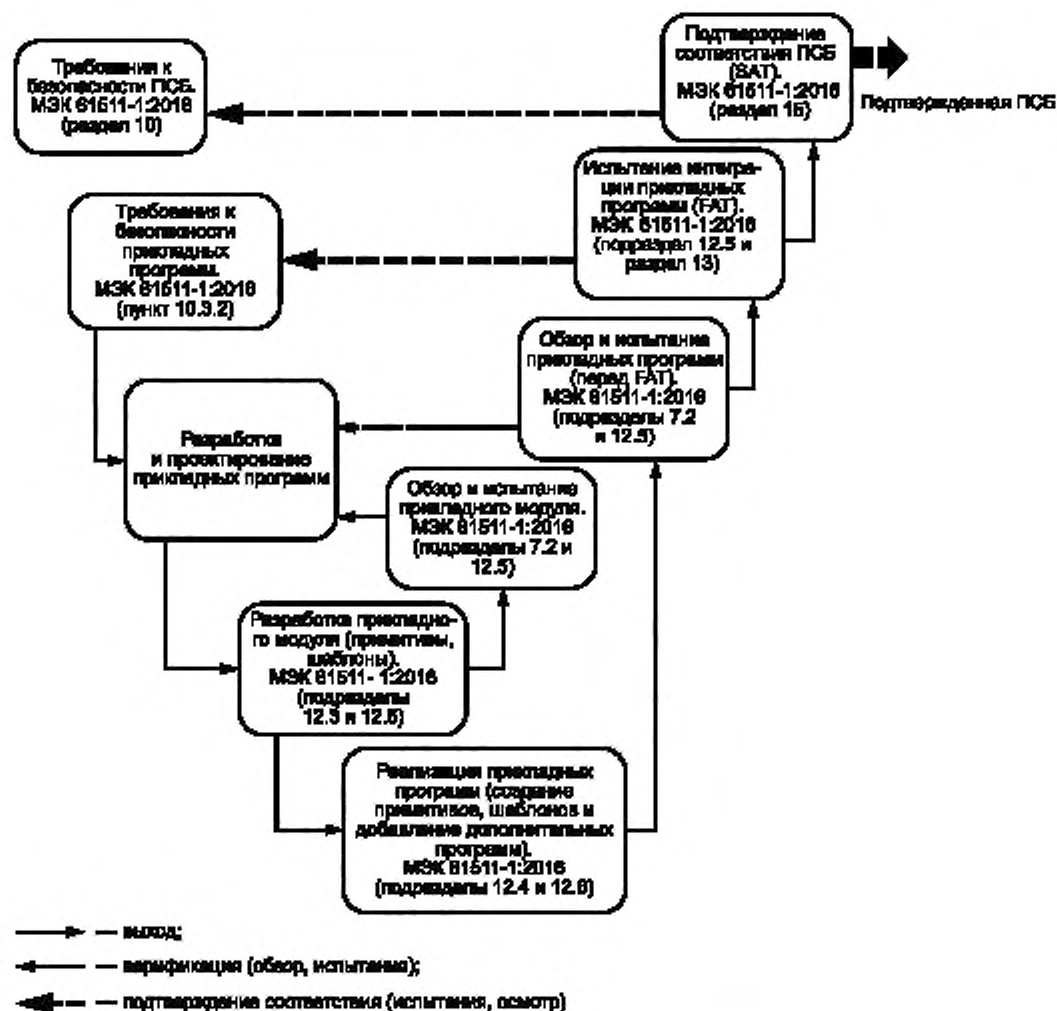 Требования к
безопасности ПСБ.
МЭК 61511-1:2016
(раздел 10)
Подтверждение
соответствия ПСБ
(SAT).
МЭК 61511-1:2016
(раздел 15)
Подтвержденная ПСБ
Испытание интегра-
ции прикладных
программ (FAT).
МЭК 61511-1:2016
(подраздел 12.5 и
раздел 13)
Требования к
безопасности
прикладных
программ.
МЭК 61511-1:2016
(пункт 10.3.2)
Обзор и испытание
прикладных программ
(перед FAT).
МЭК 61511-1:2016
(подразделы 7.2
и 12.5)
Разработка
и проектирование
прикладных программ
Обзор и испытание
прикладного модуля.
МЭК 61511-1:2016
(подразделы 7.2 и
12.5)
Разработка прикладно-
го модуля (примитивы,
шаблоны).
МЭК 61511- 1:2016
(подразделы
12.3 и 12.6)
Реализация прикладных
программ (создание
примитивов, шаблонов и
добавление дополнительных
программ).
МЭК 61511-1:2016
(подразделы 12.4 и 12.6)
— выход;
— верификация (обзор, испытания);
— подтверждение соответствия (испытания, осмотр)